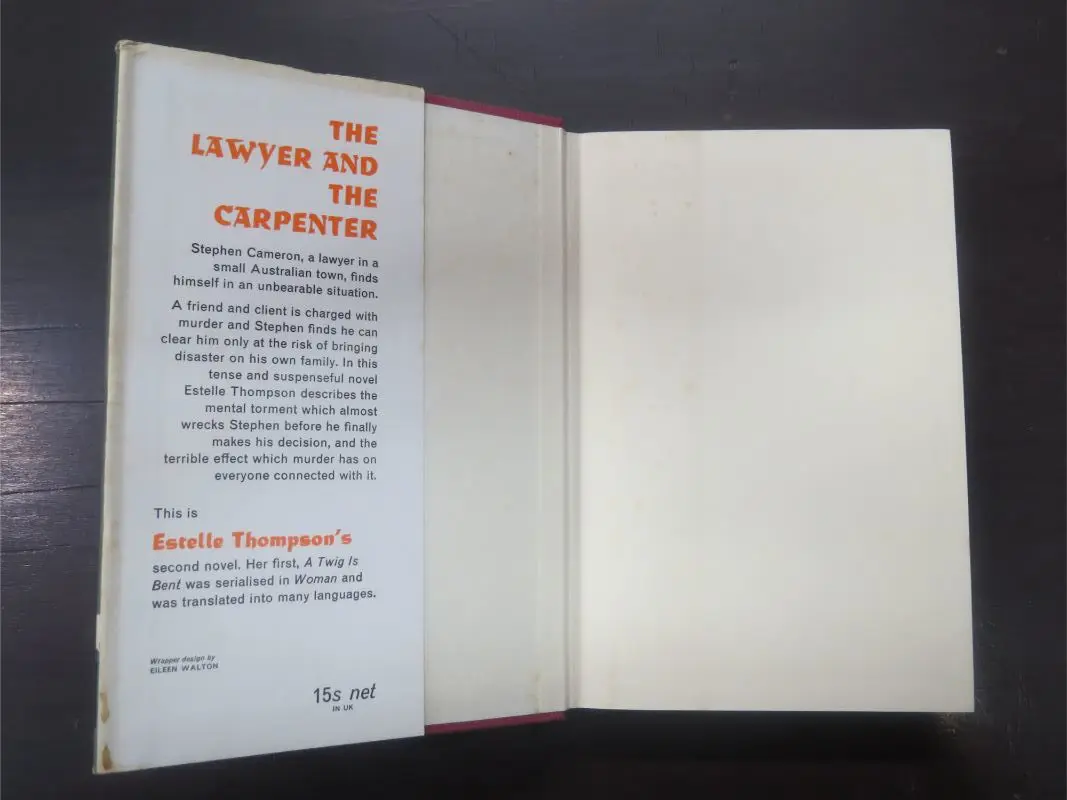 THE
LAWYER AND
THE
CARPENTER
Stephen Cameron, a lawyer in a
small Australian town, finds
himself in an unbearable situation.
A friend and client is charged with
murder and Stephen finds he can
clear him only at the risk of bringing
disaster on his own family. In this
tense and suspenseful novel
Estelle Thompson describes the
mental torment which almost
wrecks Stephen before he finally
makes his decision, and the
terrible effect which murder has on
everyone connected with it.
This is
Estelle Thompson's
second novel. Her first, A Twig Is
Bent was serialised in Woman and
was translated into many languages.
Wrapper design by
EILEEN WALTON
15s net
IN UK